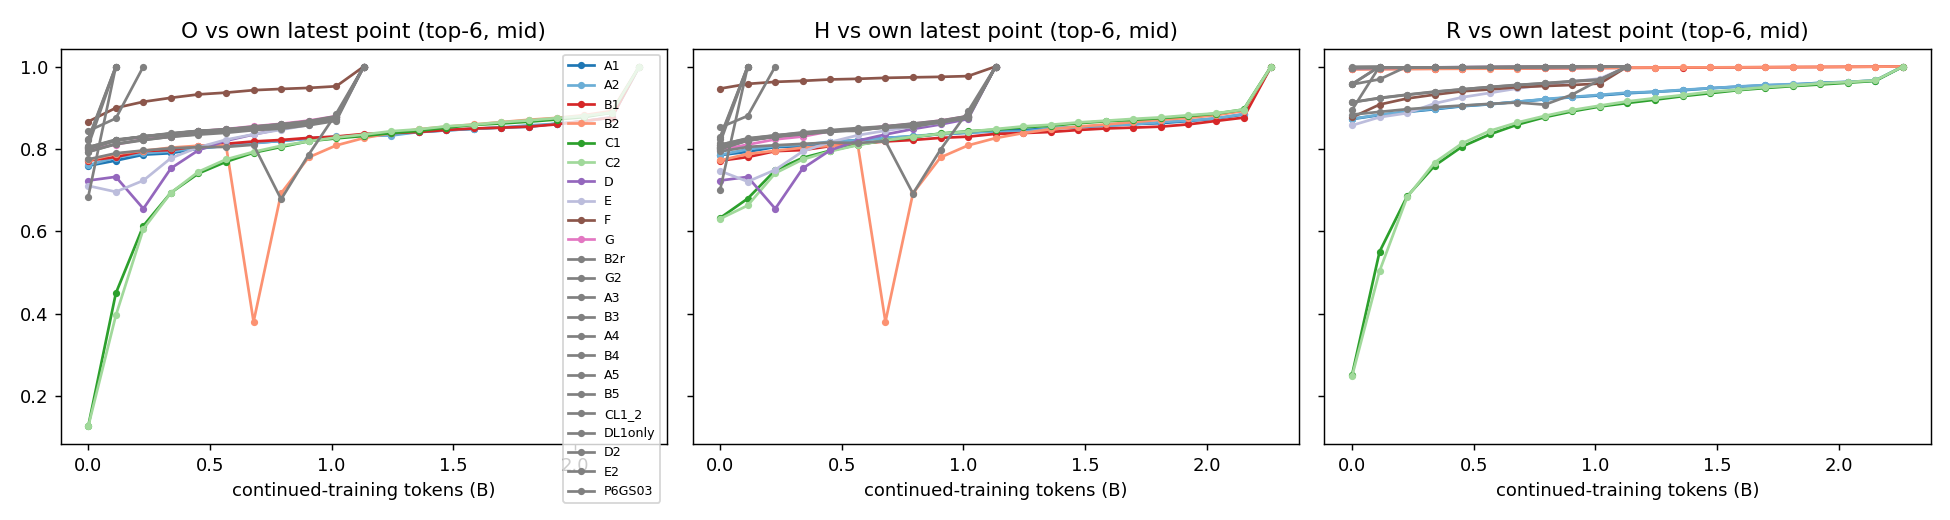 O vs own latest point (top-6, mid)
H vs own latest point (top-6, mid)
R vs own latest point (top-6, mid)
1.0
0.8
0.6
0.4
0.2
A1
A2
B1
B2
C1
C2
D
E
F
G
B2r
G2
A3
B3
A4
B4
A5
B5
CL1_2
DL1only
D2
E2
P6GS03
0.0 0.5 1.0 1.5 2.0
0.0 0.5 1.0 1.5 2.0
0.0 0.5 1.0 1.5 2.0
continued-training tokens (B)
continued-training tokens (B)
continued-training tokens (B)